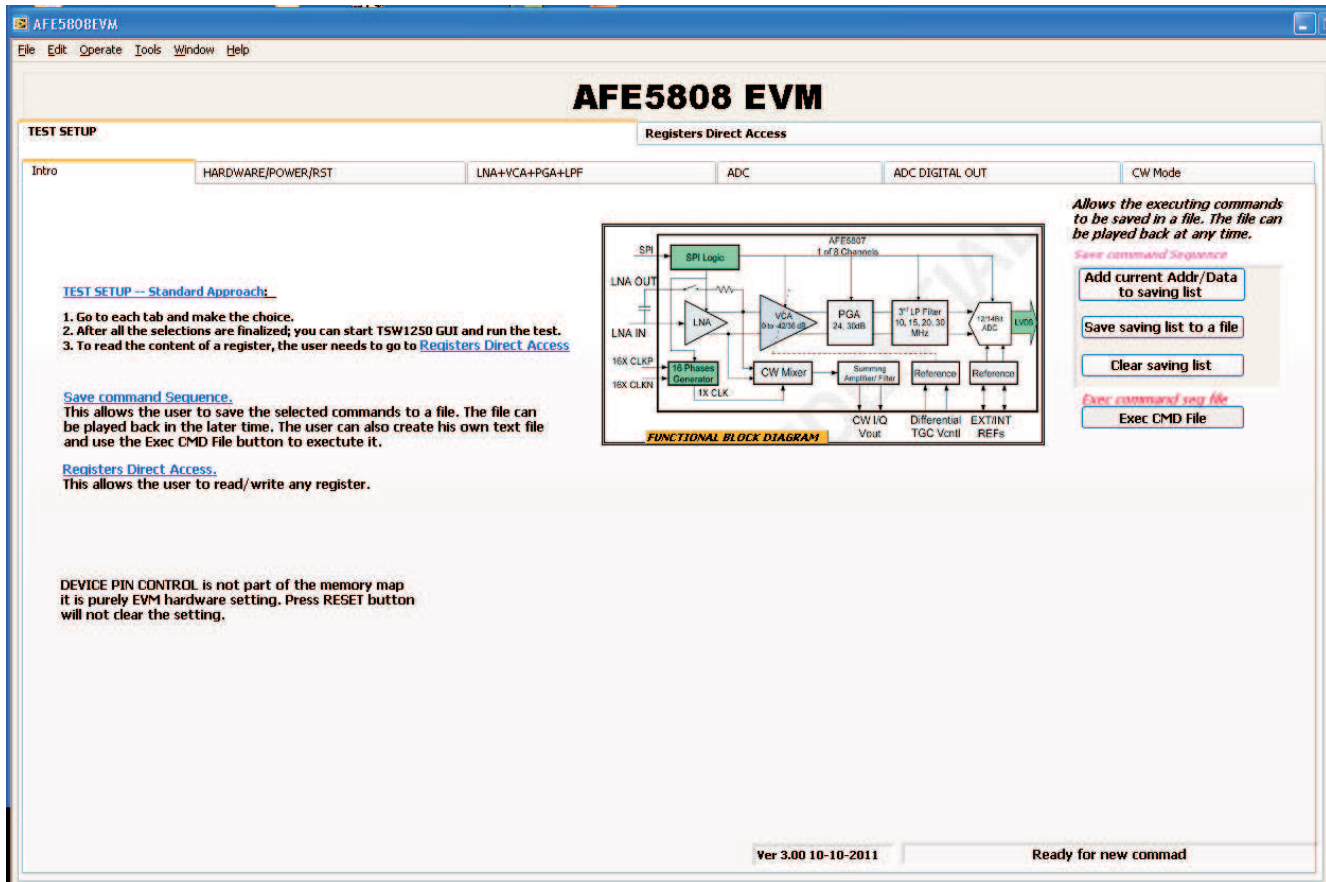 AFE5808EVM
File Edit Operate Tools Window Help
AFE5808 EVM
TEST SETUP
Registers Direct Access
Intro
HARDWARE/POWER/RST
LNA+VCA+PGA+LPF
ADC
ADC DIGITAL OUT
CW Mode
TEST SETUP -- Standard Approach:
1. Go to each tab and make the choice.
2. After all the selections are finalized; you can start TSW1250 GUI and run the test.
3. To read the content of a register, the user needs to go to Registers Direct Access
Save command Sequence.
This allows the user to save the selected commands to a file. The file can
be played back in the later time. The user can also create his own text file
and use the Exec CMD File button to exectute it.
Registers Direct Access.
This allows the user to read/write any register.
DEVICE PIN CONTROL is not part of the memory map
it is purely EVM hardware setting. Press RESET button
will not clear the setting.
AFE5807
1 of 8 Channels
SPI
SPI Logic
LNA OUT
LNA IN
LNA
VCA
0 to -42/36 dB
PGA
24, 30dB
3rd LP Filter
10, 15, 20, 30
MHz
12/14Bit
ADC
LVDS
16X CLKP
16X CLKN
16 Phases
Generator
1X CLK
CW Mixer
Summing
Amplifier/ Filter
Reference
Reference
CW I/Q
Vout
Differential
TGC Vcntl
EXT/INT
REFs
FUNCTIONAL BLOCK DIAGRAM
Allows the executing commands
to be saved in a file. The file can
be played back at any time.
Save command Sequence
Add current Addr/Data
to saving list
Save saving list to a file
Clear saving list
Exec command seq file
Exec CMD File
Ver 3.00 10-10-2011
Ready for new commad